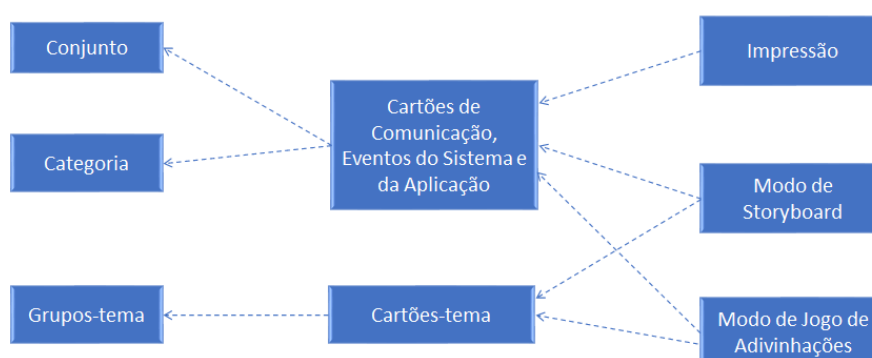 Conjunto
Categoria
Grupos-tema
Cartões de
Comunicação,
Eventos do Sistema e
da Aplicação
Cartões-tema
Impressão
Modo de
Storyboard
Modo de Jogo de
Adivinhações